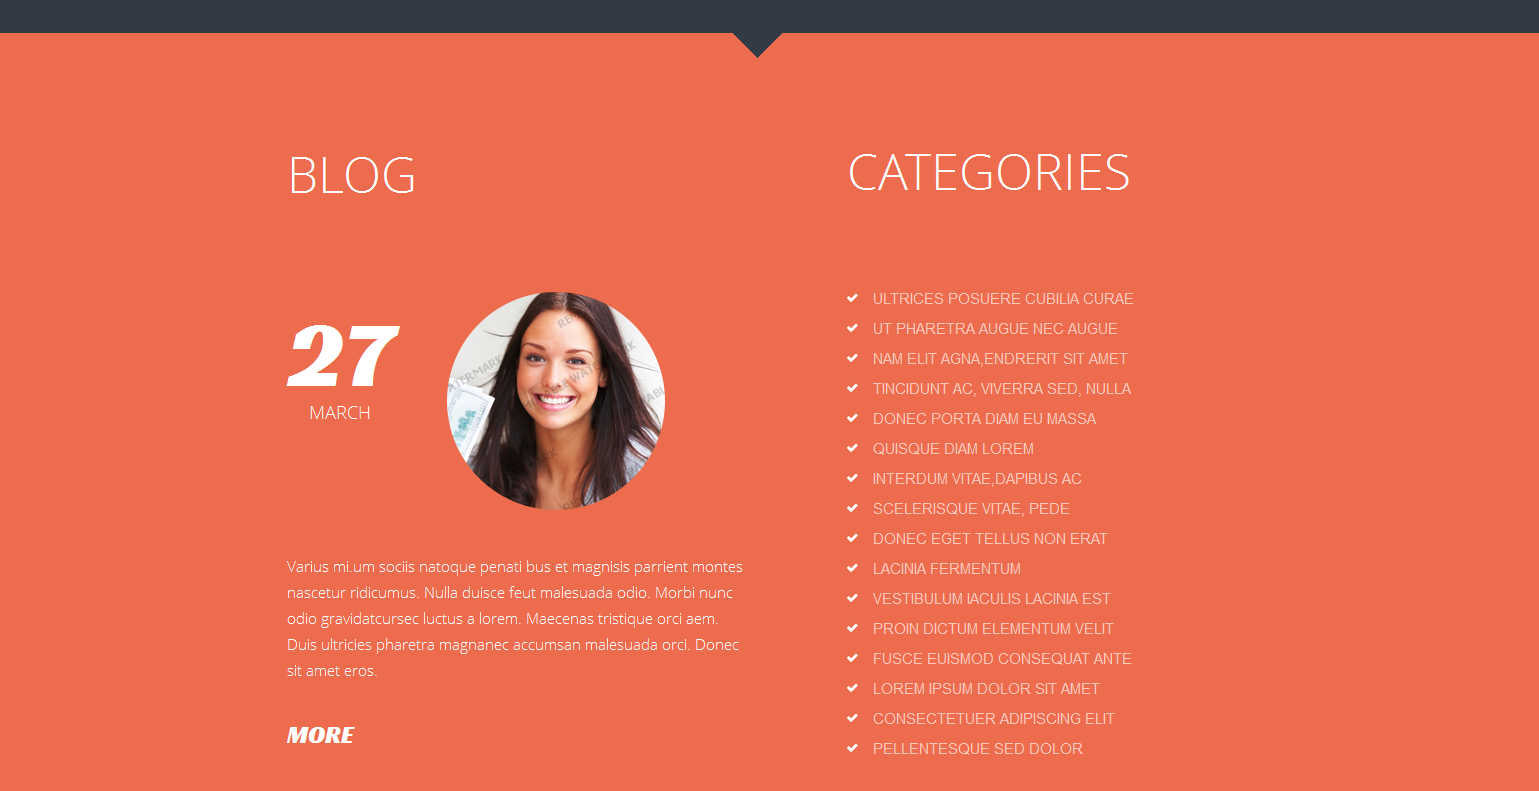 BLOG
27
MARCH
Varius mi.um sociis natoque penati bus et magnisis parrient montes
nascetur ridicumus. Nulla duisce feut malesuada odio. Morbi nunc
odio gravidatcursec luctus a lorem. Maecenas tristique orci aem.
Duis ultricies pharetra magnanec accumsan malesuada orci. Donec
sit amet eros.
MORE
CATEGORIES
ULTRICES POSUERE CUBILIA CURAE
UT PHARETRA AUGUE NEC AUGUE
NAM ELIT AGNA,ENDRERIT SIT AMET
TINCIDUNT AC, VIVERRA SED, NULLA
DONEC PORTA DIAM EU MASSA
QUISQUE DIAM LOREM
INTERDUM VITAE,DAPIBUS AC
SCELERISQUE VITAE, PEDE
DONEC EGET TELLUS NON ERAT
LACINIA FERMENTUM
VESTIBULUM IACULIS LACINIA EST
PROIN DICTUM ELEMENTUM VELIT
FUSCE EUISMOD CONSEQUAT ANTE
LOREM IPSUM DOLOR SIT AMET
CONSECTETUER ADIPISCING ELIT
PELLENTESQUE SED DOLOR